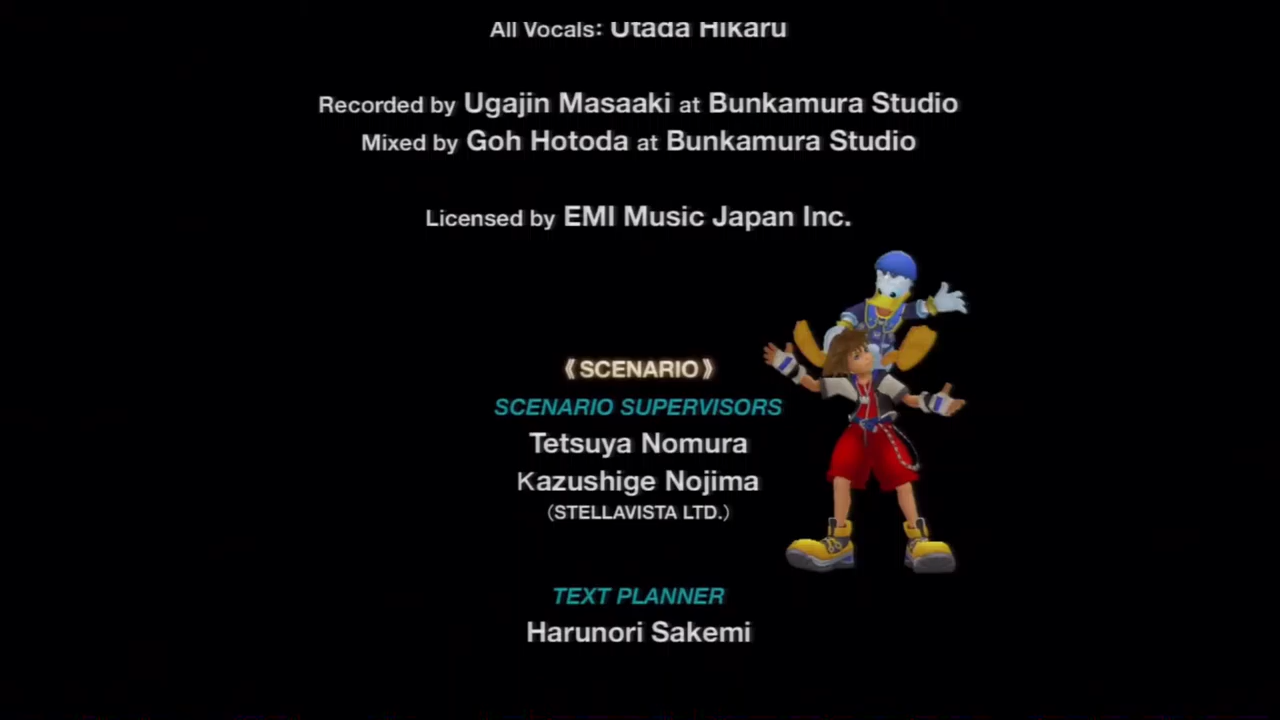 All Vocals: Utada Hikaru
Recorded by Ugajin Masaaki at Bunkamura Studio
Mixed by Goh Hotoda at Bunkamura Studio
Licensed by EMI Music Japan Inc.
《SCENARIO》
SCENARIO SUPERVISORS
Tetsuya Nomura
Kazushige Nojima
(STELLAVISTA LTD.)
TEXT PLANNER
Harunori Sakemi